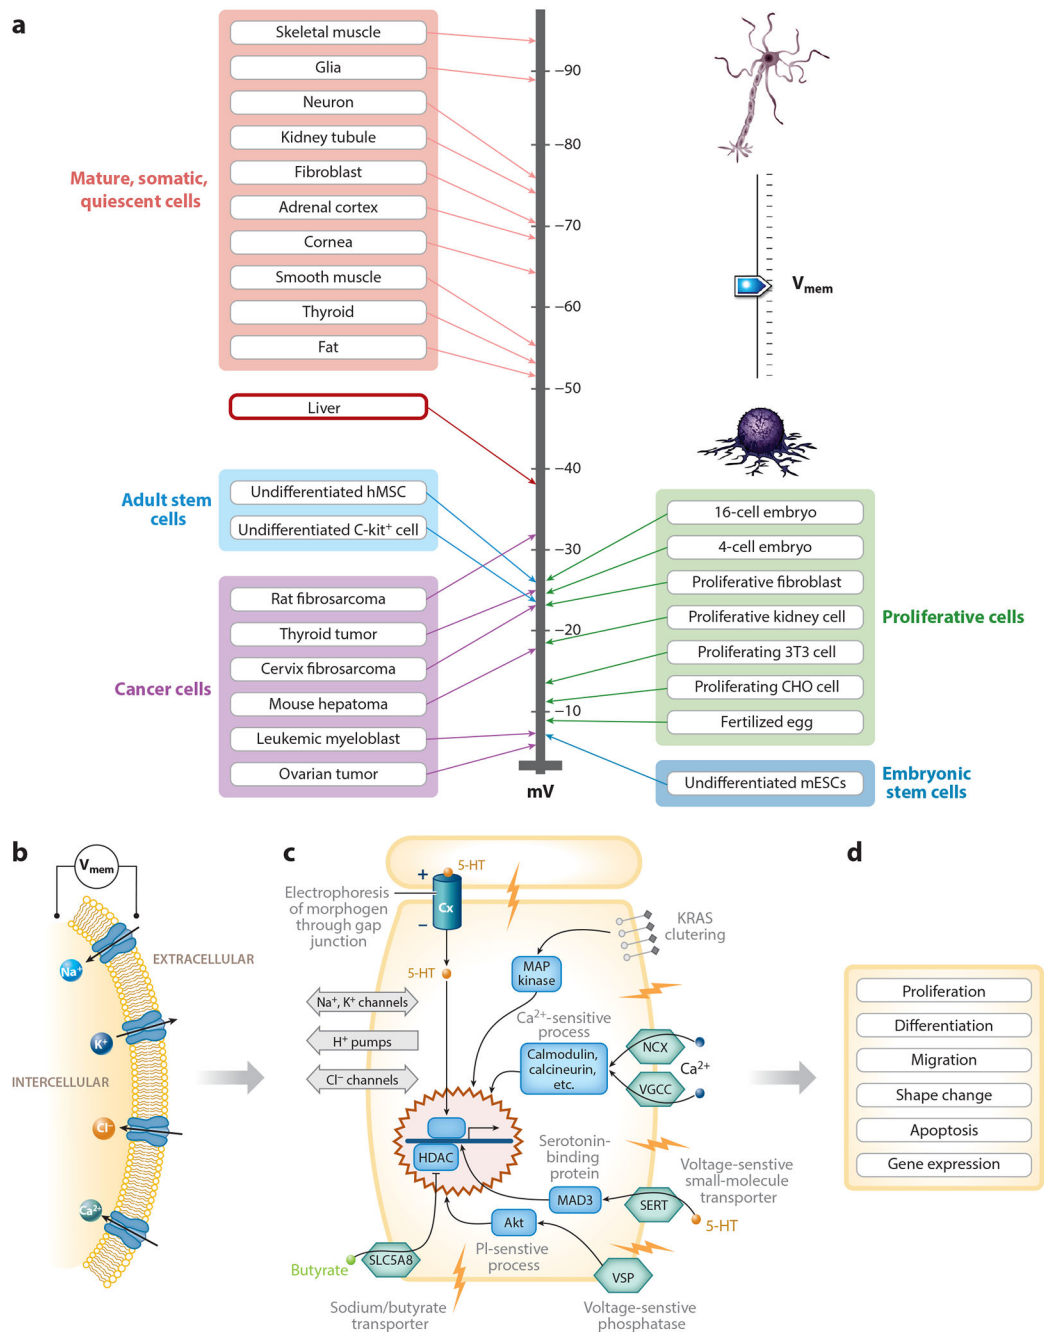 a
Skeletal muscle
Glia
Neuron
Kidney tubule
Fibroblast
Adrenal cortex
Cornea
Smooth muscle
Thyroid
Fat
Mature, somatic,
quiescent cells
Liver
Adult stem
cells
Undifferentiated hMSC
Undifferentiated C-kit⁺ cell
Cancer cells
Rat fibrosarcoma
Thyroid tumor
Cervix fibrosarcoma
Mouse hepatoma
Leukemic myeloblast
Ovarian tumor
–90
–80
–70
–60
–50
–40
–30
–20
–10
mV
Vmem
16-cell embryo
4-cell embryo
Proliferative fibroblast
Proliferative kidney cell
Proliferating 3T3 cell
Proliferating CHO cell
Fertilized egg
Proliferative cells
Undifferentiated mESCs
Embryonic
stem cells
b
Vmem
Na⁺
EXTRACELLULAR
K⁺
INTERCELLULAR
Cl⁻
Ca²⁺
c
+
5-HT
Cx
–
Electrophoresis
of morphogen
through gap
junction
5-HT
Na⁺, K⁺ channels
H⁺ pumps
Cl⁻ channels
KRAS
clutering
MAP
kinase
Ca²⁺-sensitive
process
Calmodulin,
calcineurin,
etc.
NCX
Ca²⁺
VGCC
HDAC
Serotonin-
binding
protein
MAD3
SERT
Voltage-senstive
small-molecule
transporter
5-HT
Akt
PI-senstive
process
VSP
Voltage-senstive
phosphatase
Butyrate
SLC5A8
Sodium/butyrate
transporter
d
Proliferation
Differentiation
Migration
Shape change
Apoptosis
Gene expression